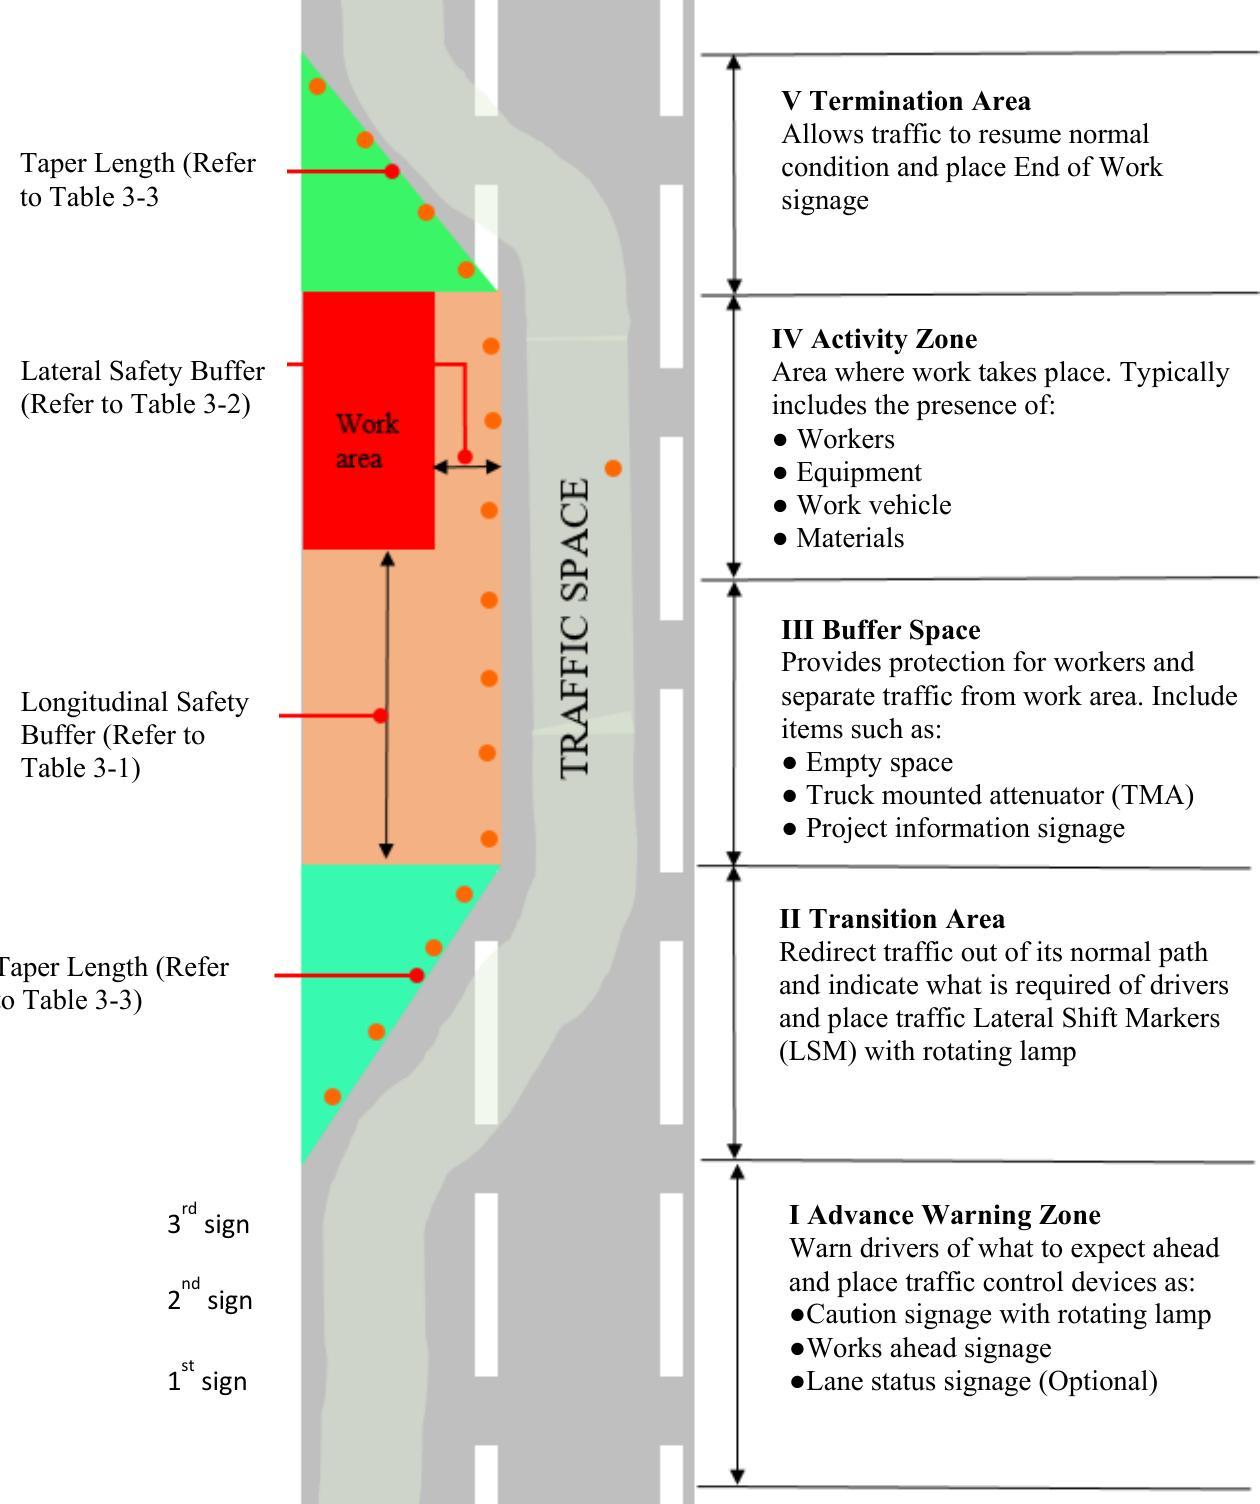 V Termination Area
Allows traffic to resume normal
condition and place End of Work
signage
Taper Length (Refer
to Table 3-3
IV Activity Zone
Area where work takes place. Typically
includes the presence of:
● Workers
● Equipment
● Work vehicle
● Materials
Lateral Safety Buffer
(Refer to Table 3-2)
Work
area
TRAFFIC SPACE
III Buffer Space
Provides protection for workers and
separate traffic from work area. Include
items such as:
● Empty space
● Truck mounted attenuator (TMA)
● Project information signage
Longitudinal Safety
Buffer (Refer to
Table 3-1)
II Transition Area
Redirect traffic out of its normal path
and indicate what is required of drivers
and place traffic Lateral Shift Markers
(LSM) with rotating lamp
Taper Length (Refer
to Table 3-3)
I Advance Warning Zone
Warn drivers of what to expect ahead
and place traffic control devices as:
●Caution signage with rotating lamp
●Works ahead signage
●Lane status signage (Optional)
3rd sign
2nd sign
1st sign